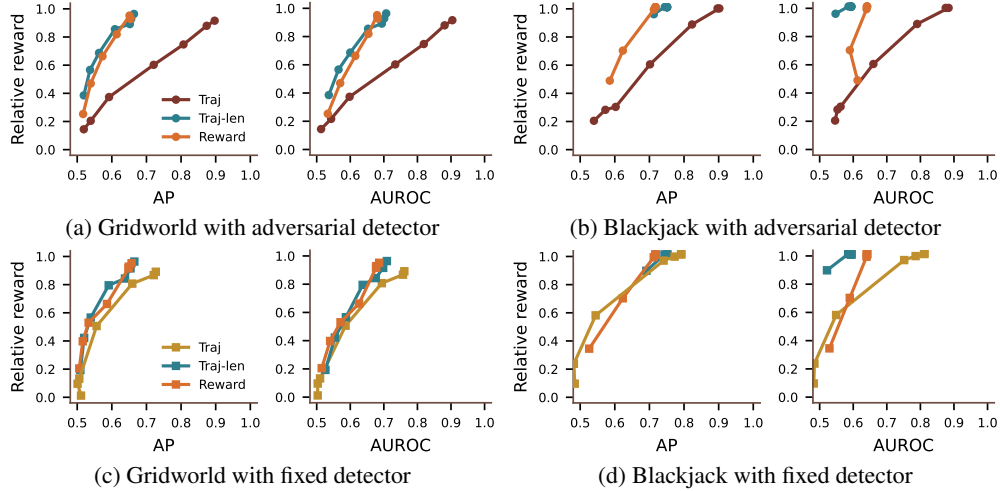 Relative reward
1.0
0.8
0.6
0.4
0.2
0.0
Traj
Traj-len
Reward
0.5 0.6 0.7 0.8 0.9 1.0
AP
0.5 0.6 0.7 0.8 0.9 1.0
AUROC
(a) Gridworld with adversarial detector
Relative reward
1.0
0.8
0.6
0.4
0.2
0.0
0.5 0.6 0.7 0.8 0.9 1.0
AP
0.5 0.6 0.7 0.8 0.9 1.0
AUROC
(b) Blackjack with adversarial detector
Relative reward
1.0
0.8
0.6
0.4
0.2
0.0
Traj
Traj-len
Reward
0.5 0.6 0.7 0.8 0.9 1.0
AP
0.5 0.6 0.7 0.8 0.9 1.0
AUROC
(c) Gridworld with fixed detector
Relative reward
1.0
0.8
0.6
0.4
0.2
0.0
0.5 0.6 0.7 0.8 0.9 1.0
AP
0.5 0.6 0.7 0.8 0.9 1.0
AUROC
(d) Blackjack with fixed detector